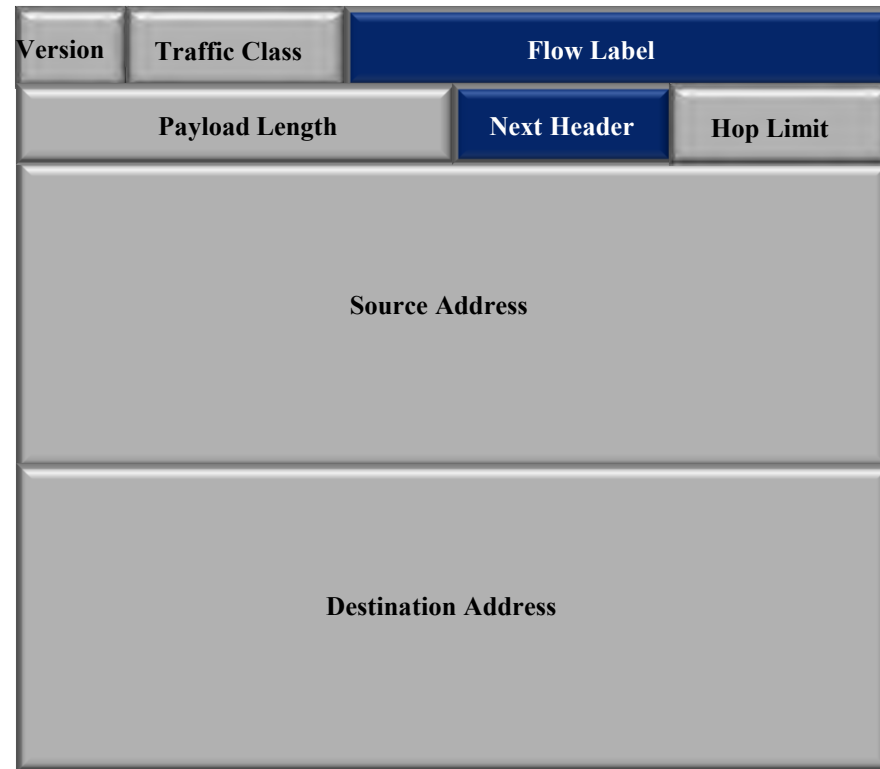 Version Traffic Class Flow Label
Payload Length Next Header Hop Limit
Source Address
Destination Address